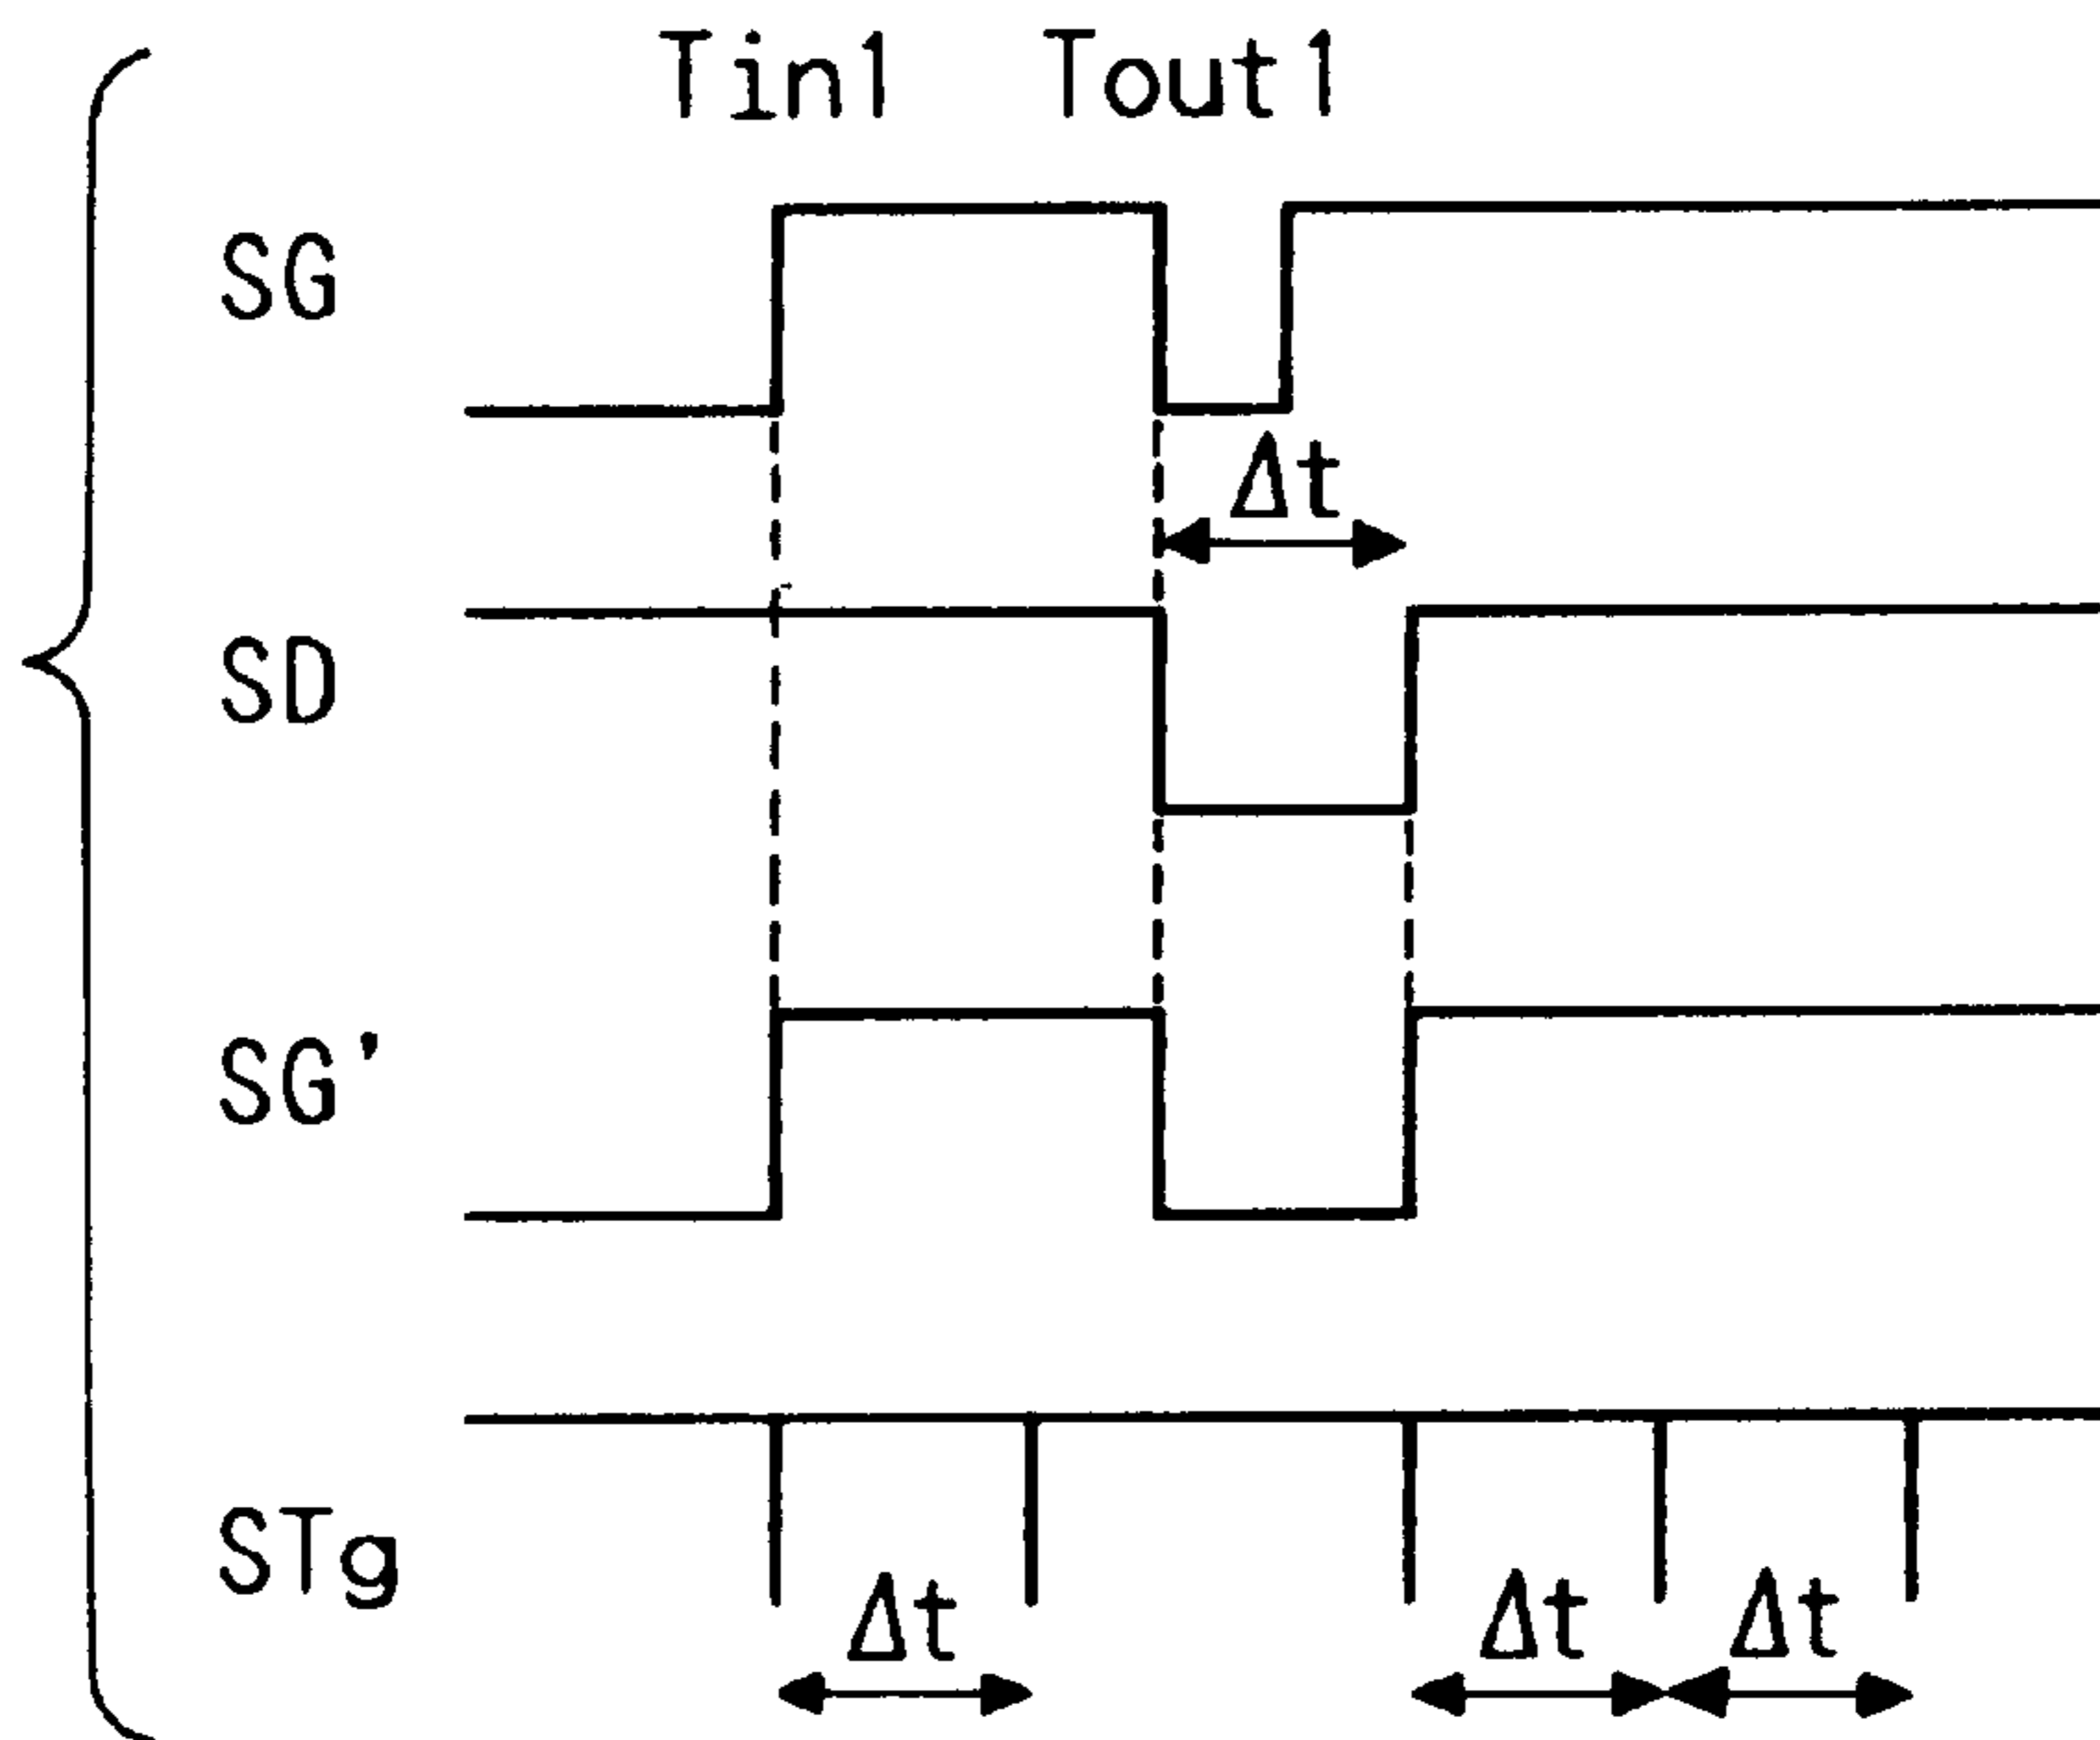 Tin1 Tout1
SG
Δt
SD
SG'
STg
Δt Δt Δt